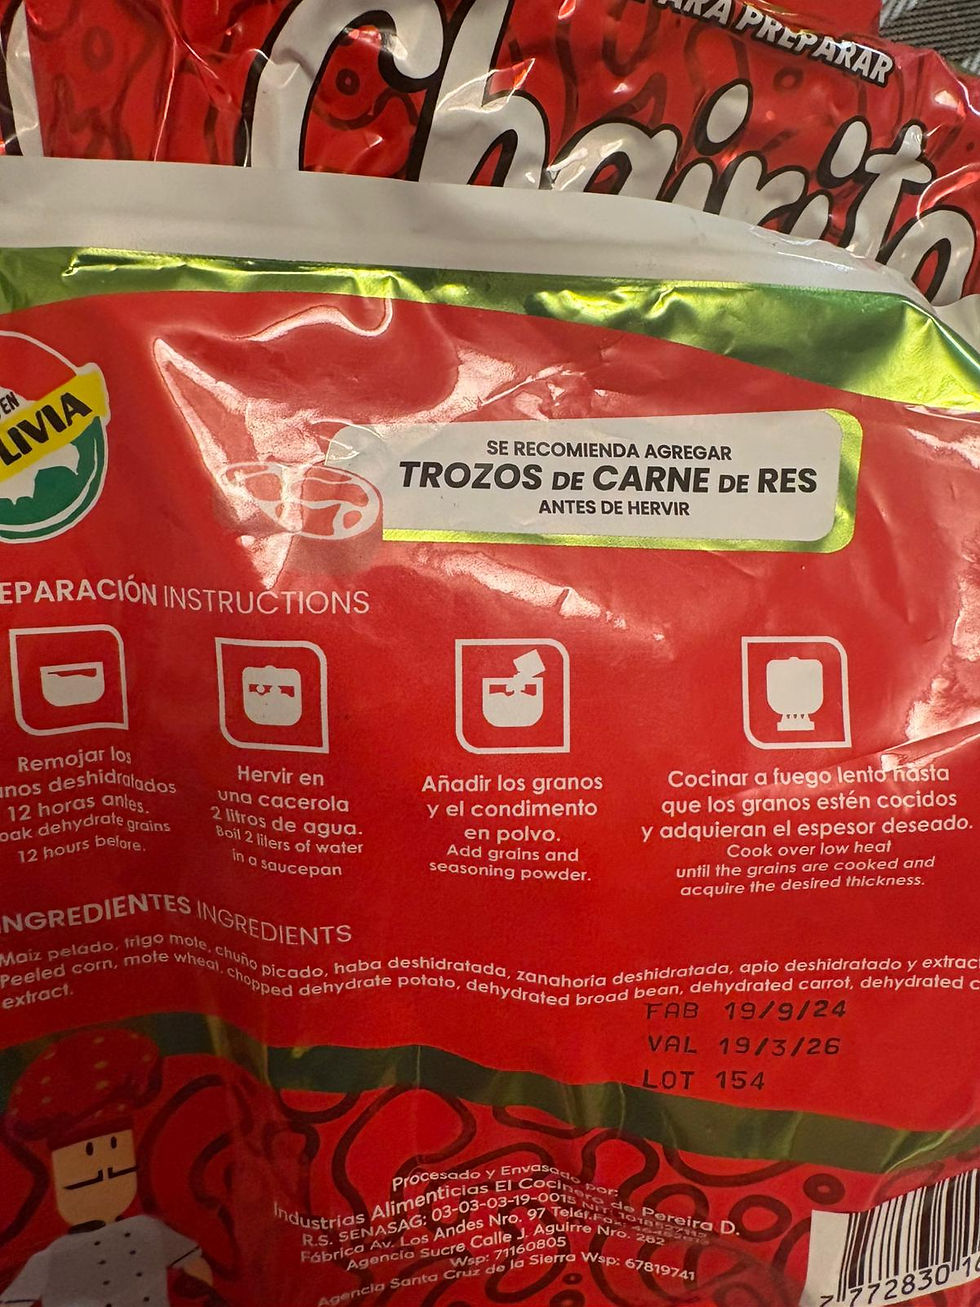 PARA PREPARAR
Chairito
EN
LIVIA
SE RECOMIENDA AGREGAR
TROZOS DE CARNE DE RES
ANTES DE HERVIR
EPARACIÓN INSTRUCTIONS
Remojar los
nos deshidratados
12 horas antes.
oak dehydrate grains
12 hours before.
Hervir en
una cacerola
2 litros de agua.
Boil 2 liters of water
in a saucepan
Añadir los granos
y el condimento
en polvo.
Add grains and
seasoning powder.
Cocinar a fuego lento hasta
que los granos estén cocidos
y adquieran el espesor deseado.
Cook over low heat
until the grains are cooked and
acquire the desired thickness.
INGREDIENTES INGREDIENTS
Maiz pelado, trigo mote, chuño picado, haba deshidratada, zanahoria deshidratada, apio deshidratado y extrac
Peeled corn, mote wheat, chopped dehydrate potato, dehydrated broad bean, dehydrated carrot, dehydrated c
extract.
FAB 19/9/24
VAL 19/3/26
LOT 154
Procesado y Envasado por:
Industrias Alimenticias El Cocinero de Pereira D.
R.S. SENASAG: 03-03-03-19-0015 NIT:
Fábrica Av. Los Andes Nro. 97
Agencia Sucre Calle J. Aguirre Nro. 282
Wsp: 71160805
Agencia Santa Cruz de la Sierra Wsp: 67819741
7 772830